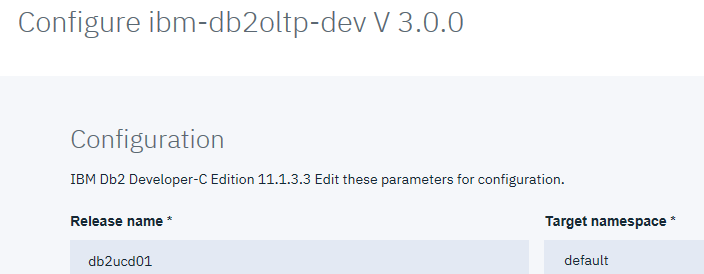 Configure ibm-db2oltp-dev V 3.0.0
Configuration
IBM Db2 Developer-C Edition 11.1.3.3 Edit these parameters for configuration.
Release name * Target namespace *
db2ucd01 default